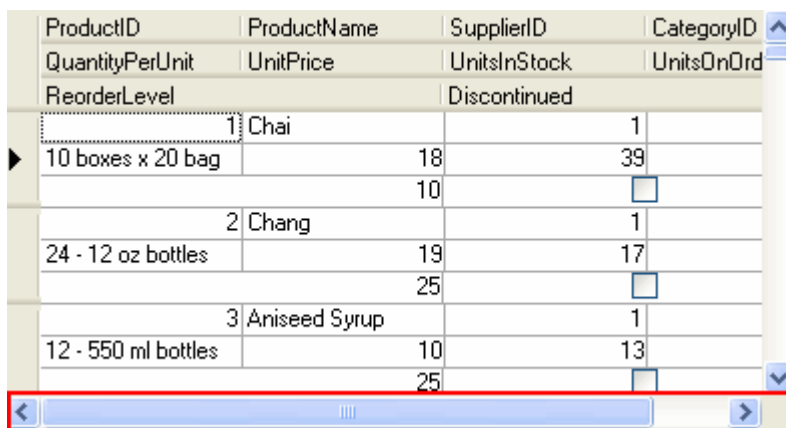 ProductID ProductName SupplierID CategoryID
QuantityPerUnit UnitPrice UnitsInStock UnitsOnOrd
ReorderLevel Discontinued
1 Chai 1
10 boxes x 20 bag 18 39
10
2 Chang 1
24 - 12 oz bottles 19 17
25
3 Aniseed Syrup 1
12 - 550 ml bottles 10 13
25